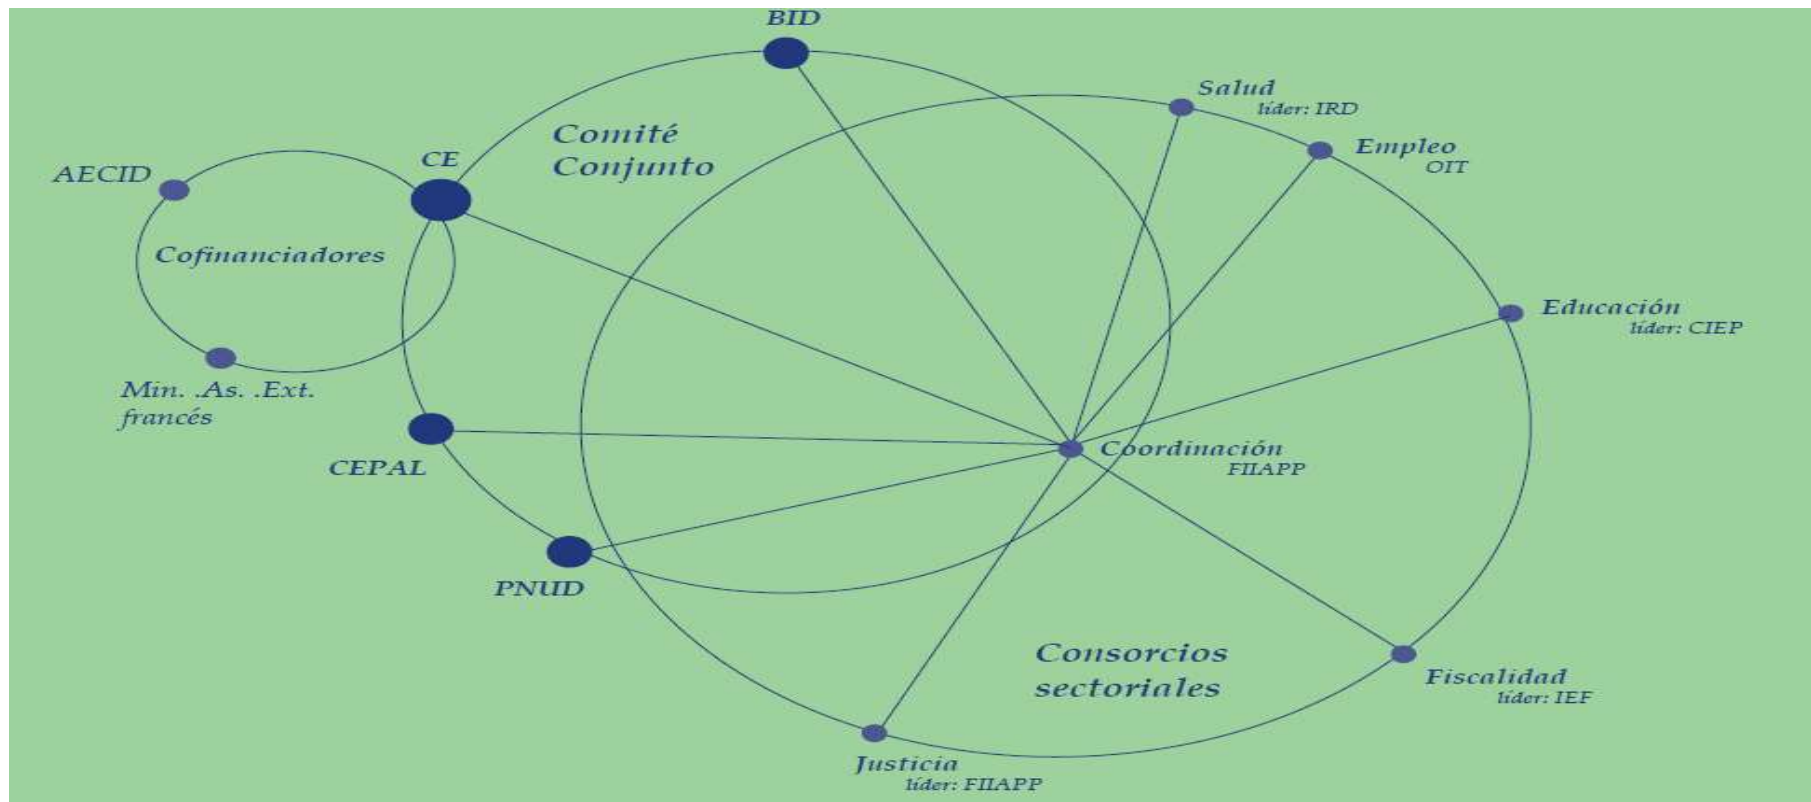 BID
Salud
líder: IRD
Comité
Conjunto
Empleo
OIT
CE
AECID
Cofinanciadores
Educación
líder: CIEP
Min. .As. .Ext.
francés
CEPAL
Coordinación
FIIAPP
PNUD
Consorcios
sectoriales
Fiscalidad
líder: IEF
Justicia
líder: FIIAPP